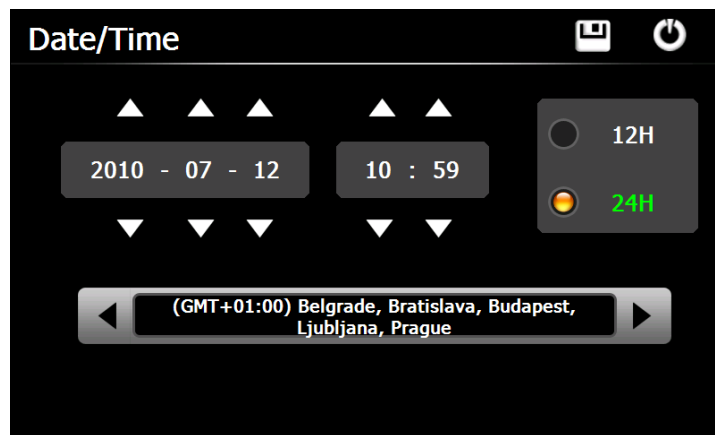 Date/Time
2010 - 07 - 12
10 : 59
12H
24H
(GMT+01:00) Belgrade, Bratislava, Budapest,
Ljubljana, Prague